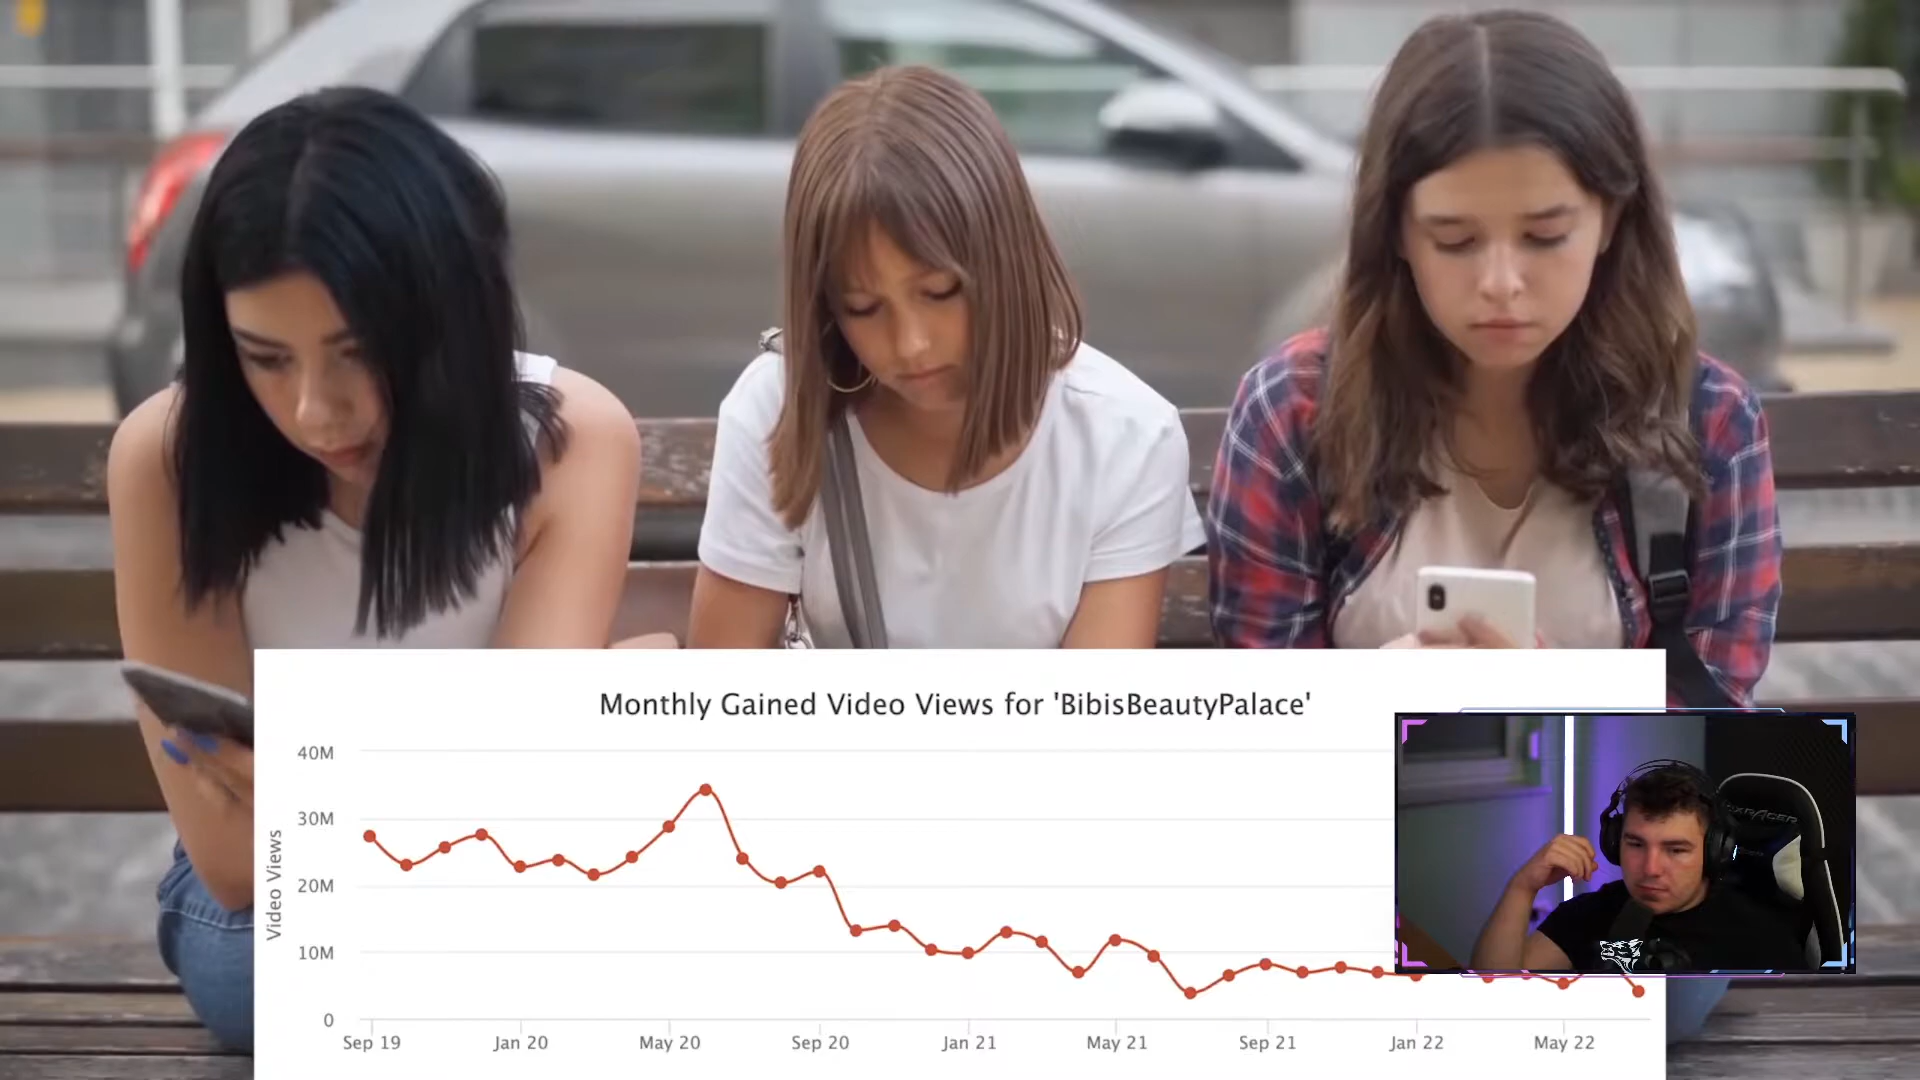 Monthly Gained Video Views for 'BibisBeautyPalace'
40M
30M
20M
10M
0
Video Views
Sep 19 Jan 20 May 20 Sep 20 Jan 21 May 21 Sep 21 Jan 22 May 22